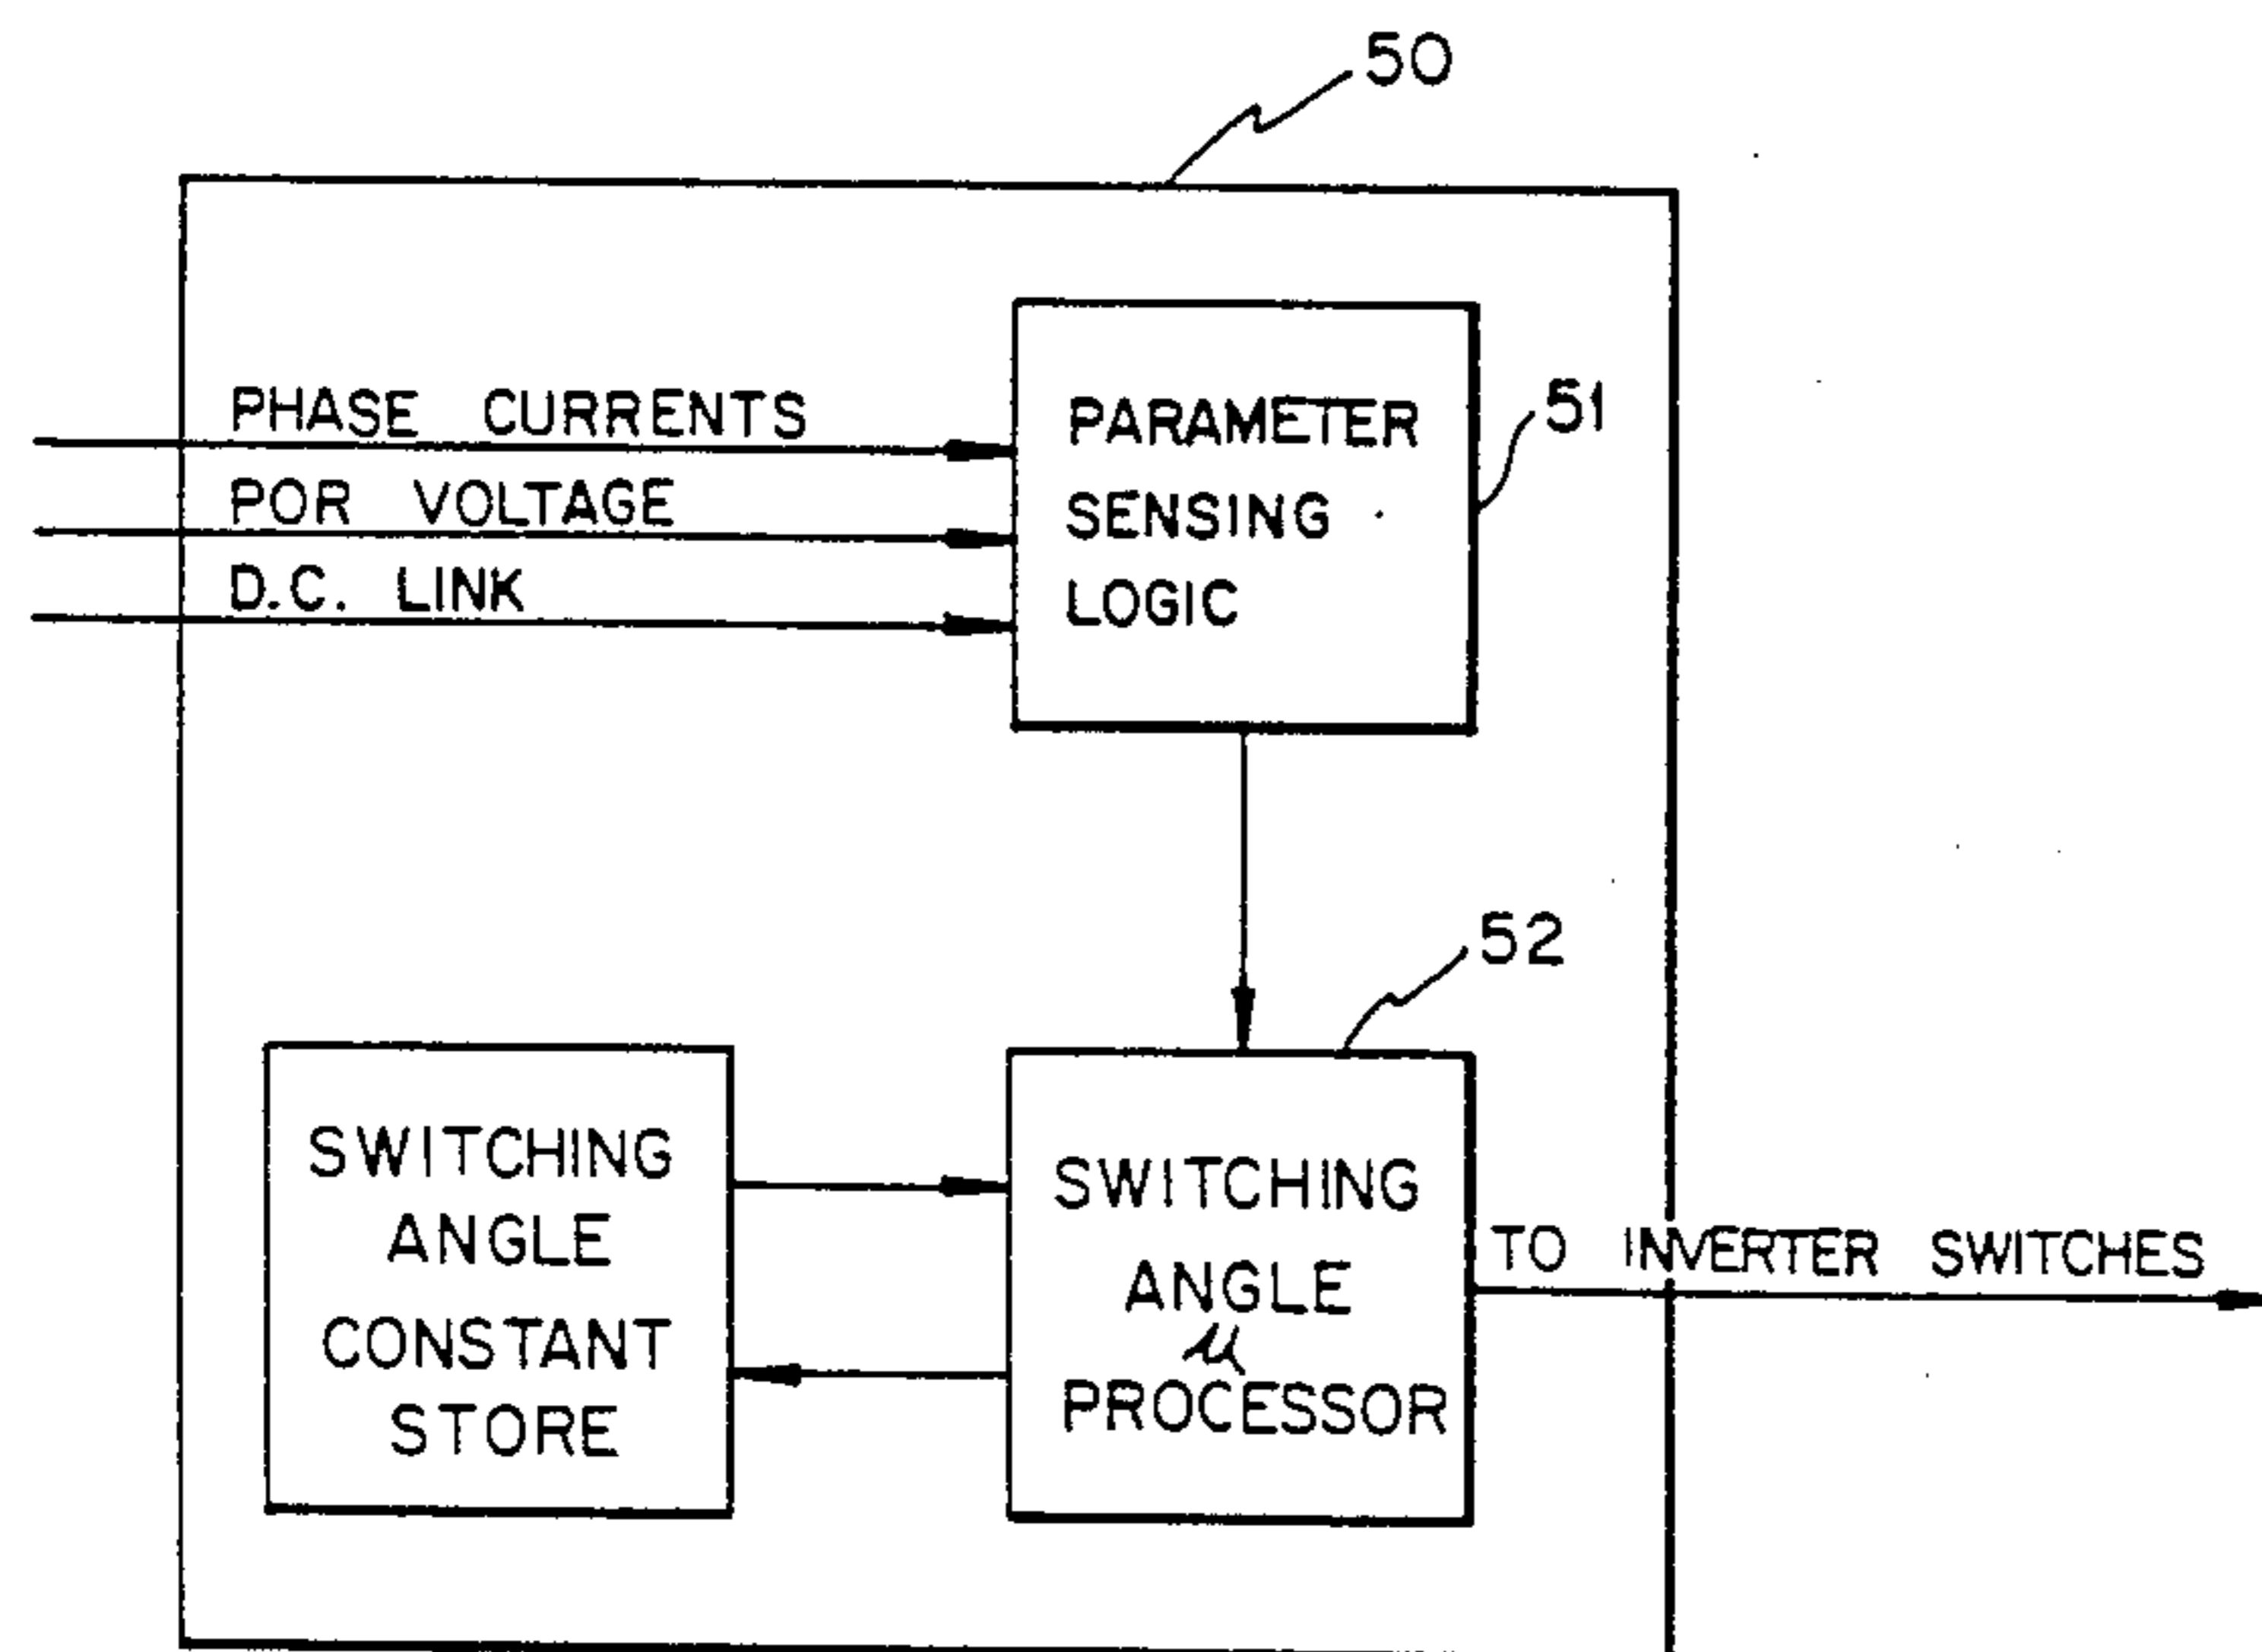 50
PHASE CURRENTS
POR VOLTAGE
D.C. LINK
PARAMETER
SENSING
LOGIC
51
52
SWITCHING
ANGLE
CONSTANT
STORE
SWITCHING
ANGLE
μ
PROCESSOR
TO INVERTER SWITCHES